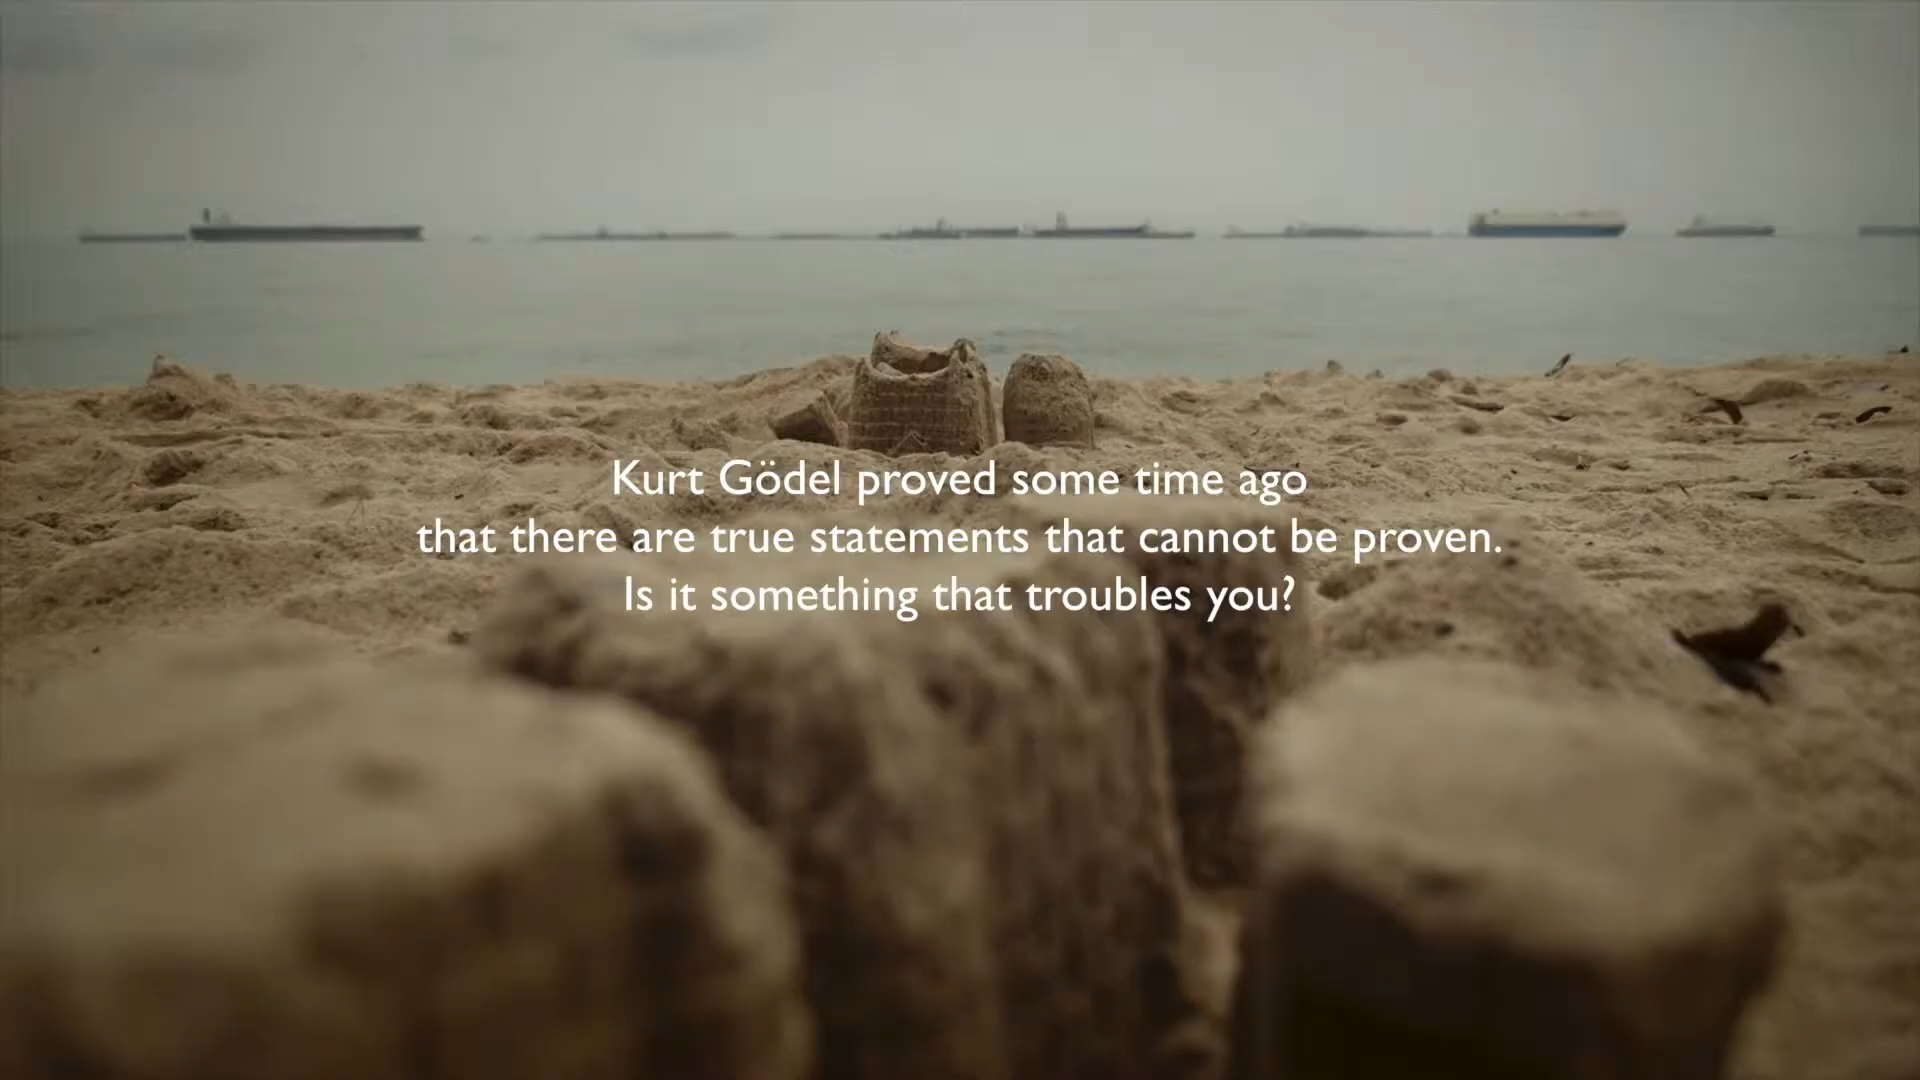 Kurt Gödel proved some time ago
that there are true statements that cannot be proven.
Is it something that troubles you?